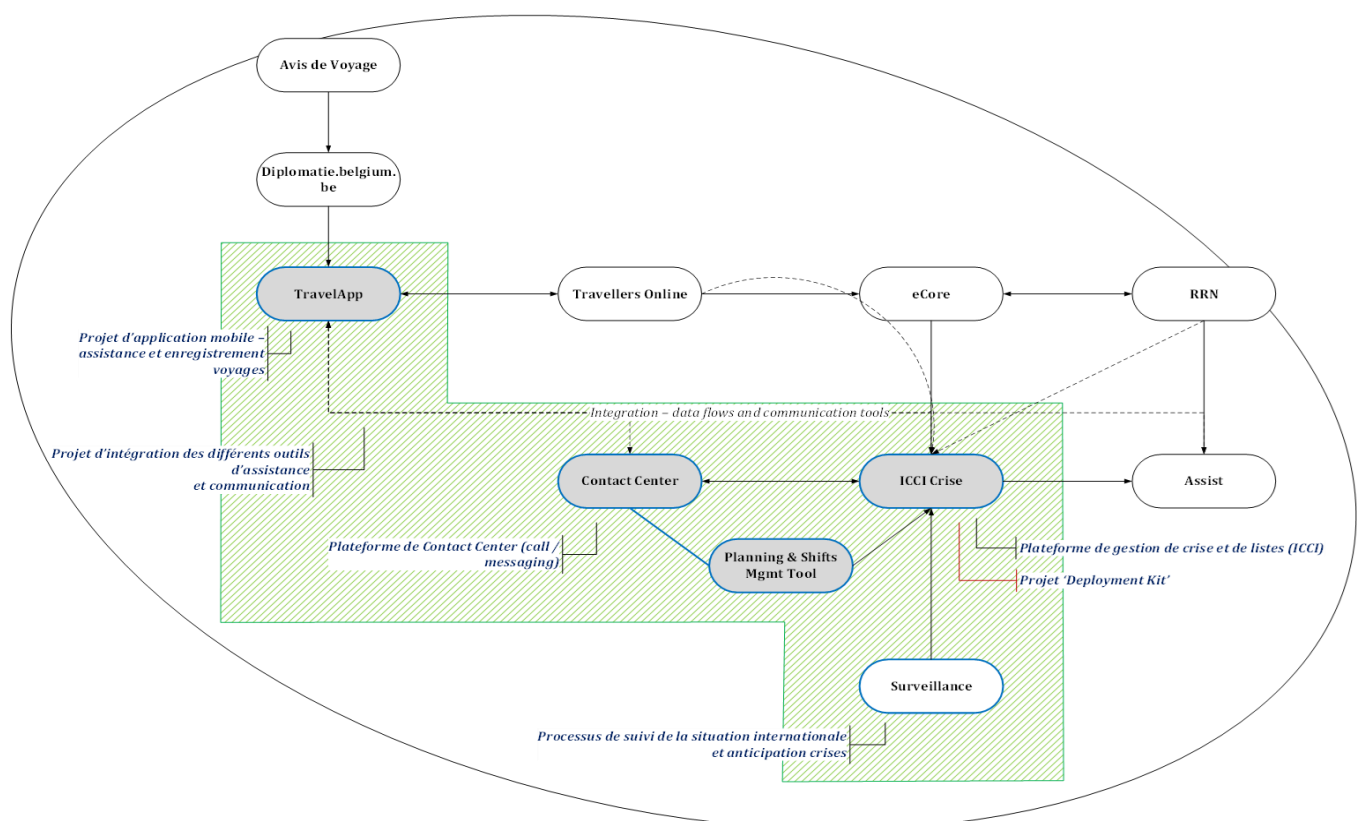 Avis de Voyage
Diplomatie.belgium.
be
TravelApp
Travellers Online
eCore
RRN
Projet d'application mobile –
assistance et enregistrement
voyages
Integration – data flows and communication tools
Projet d'intégration des différents outils
d'assistance
et communication
Contact Center
ICCI Crise
Assist
Plateforme de Contact Center (call /
messaging)
Planning & Shifts
Mgmt Tool
Plateforme de gestion de crise et de listes (ICCI)
Projet 'Deployment Kit'
Surveillance
Processus de suivi de la situation internationale
et anticipation crises